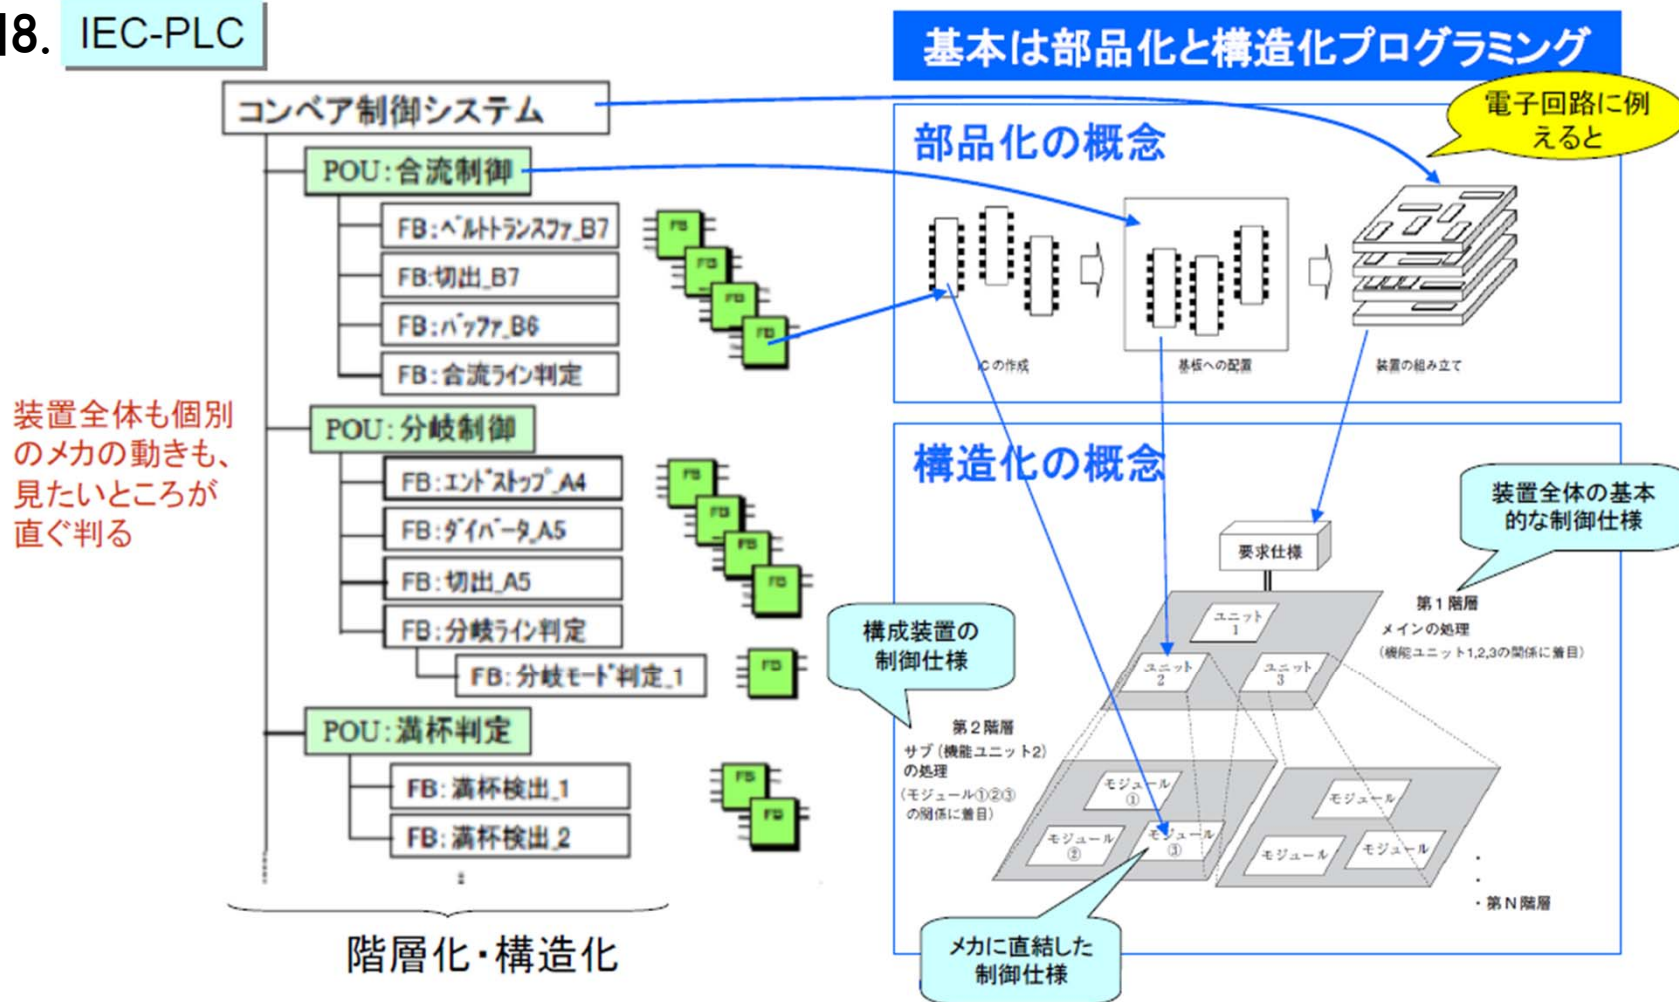 18.
IEC-PLC
基本は部品化と構造化プログラミング
コンベア制御システム
POU:合流制御
FB:ﾍﾞﾙﾄトランスファ_B7
FB:切出_B7
FB:ﾊﾞｯﾌｧ_B6
FB:合流ライン判定
POU:分岐制御
FB:ｴﾝﾄﾞｽﾄｯﾌﾟ_A4
FB:ﾀﾞｲﾊﾞｰﾀ_A5
FB:切出_A5
FB:分岐ライン判定
FB:分岐ﾓｰﾄﾞ判定_1
POU:満杯判定
FB:満杯検出_1
FB:満杯検出_2
FB
FB
FB
FB
FB
FB
FB
FB
FB
FB
FB
装置全体も個別
のメカの動きも、
見たいところが
直ぐ判る
階層化・構造化
部品化の概念
電子回路に例
えると
ICの作成
基板への配置
装置の組み立て
構造化の概念
装置全体の基本
的な制御仕様
要求仕様
第1階層
メインの処理
(機能ユニット1,2,3の関係に着目)
ユニット
1
ユニット
2
ユニット
3
構成装置の
制御仕様
第2階層
サブ(機能ユニット2)
の処理
(モジュール①②③
の関係に着目)
モジュール
①
モジュール
②
モジュール
③
モジュール
モジュール
モジュール
・第N階層
メカに直結した
制御仕様